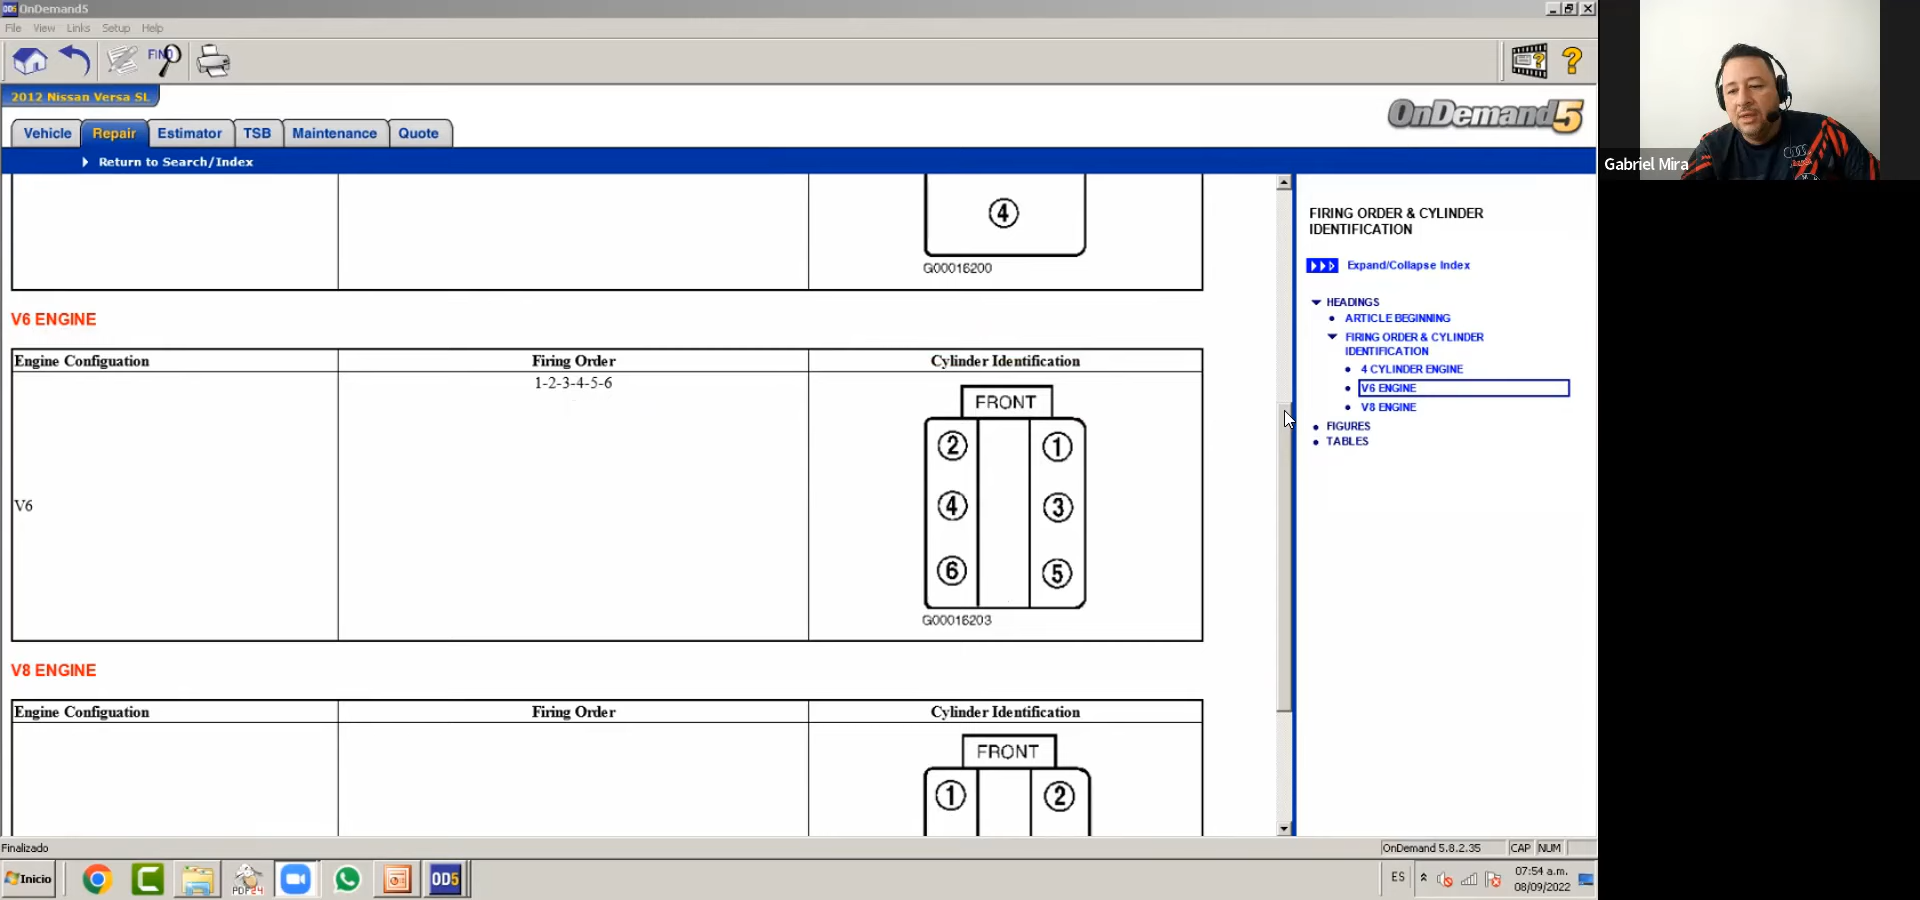 OnDemand5
File View Links Setup Help
FIND
2012 Nissan Versa SL
OnDemand5
Vehicle Repair Estimator TSB Maintenance Quote
Return to Search/Index
4
G00016200
V6 ENGINE
Engine Configuation Firing Order Cylinder Identification
1-2-3-4-5-6
FRONT
2 1
V6
4 3
6 5
G00016203
V8 ENGINE
Engine Configuation Firing Order Cylinder Identification
FRONT
1 2
FIRING ORDER & CYLINDER
IDENTIFICATION
Expand/Collapse Index
HEADINGS
ARTICLE BEGINNING
FIRING ORDER & CYLINDER
IDENTIFICATION
4 CYLINDER ENGINE
V6 ENGINE
V8 ENGINE
FIGURES
TABLES
Gabriel Mira
Audi
Finalizado
OnDemand 5.8.2.35 CAP NUM
Inicio
PDF24
OD5
ES
07:54 a.m.
08/09/2022